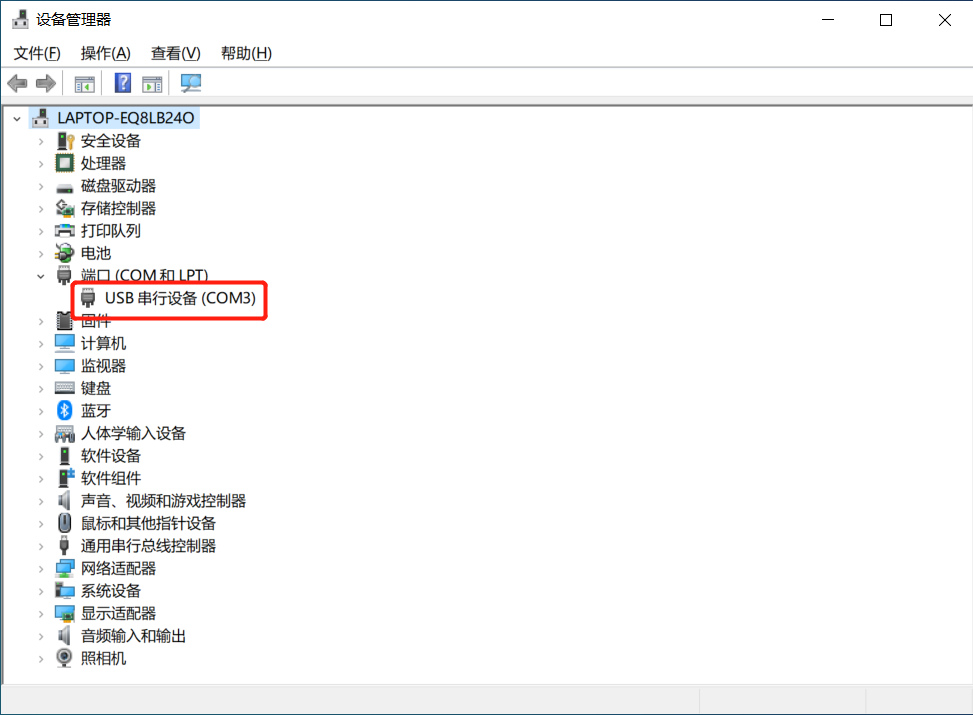 设备管理器
文件(F) 操作(A) 查看(V) 帮助(H)
LAPTOP-EQ8LB24O
安全设备
处理器
磁盘驱动器
存储控制器
打印队列
电池
端口 (COM 和 LPT)
USB 串行设备 (COM3)
固件
计算机
监视器
键盘
蓝牙
人体学输入设备
软件设备
软件组件
声音、视频和游戏控制器
鼠标和其他指针设备
通用串行总线控制器
网络适配器
系统设备
显示适配器
音频输入和输出
照相机